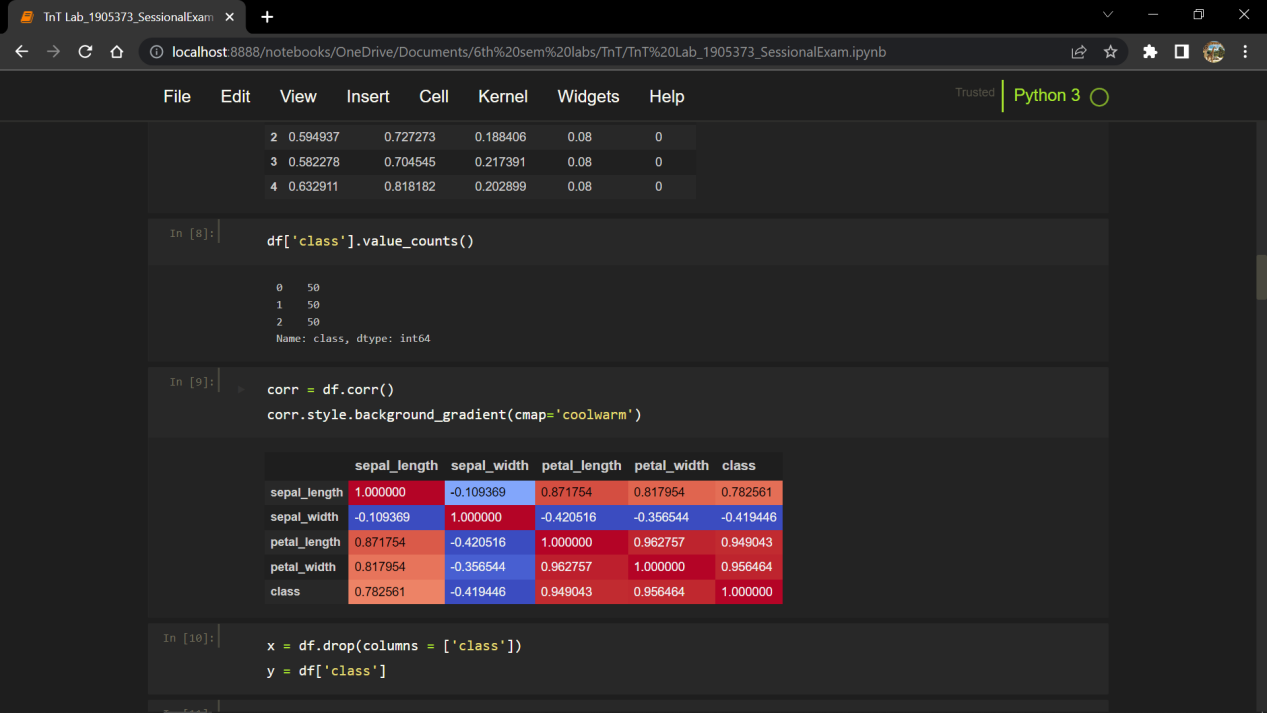 TnT Lab_1905373_SessionalExam
localhost:8888/notebooks/OneDrive/Documents/6th%20sem%20labs/TnT/TnT%20Lab_1905373_SessionalExam.ipynb
File Edit View Insert Cell Kernel Widgets Help Trusted Python 3
2 0.594937 0.727273 0.188406 0.08 0
3 0.582278 0.704545 0.217391 0.08 0
4 0.632911 0.818182 0.202899 0.08 0
In [8]:
df['class'].value_counts()
0 50
1 50
2 50
Name: class, dtype: int64
In [9]:
corr = df.corr()
corr.style.background_gradient(cmap='coolwarm')
sepal_length sepal_width petal_length petal_width class
sepal_length 1.000000 -0.109369 0.871754 0.817954 0.782561
sepal_width -0.109369 1.000000 -0.420516 -0.356544 -0.419446
petal_length 0.871754 -0.420516 1.000000 0.962757 0.949043
petal_width 0.817954 -0.356544 0.962757 1.000000 0.956464
class 0.782561 -0.419446 0.949043 0.956464 1.000000
In [10]:
x = df.drop(columns = ['class'])
y = df['class']